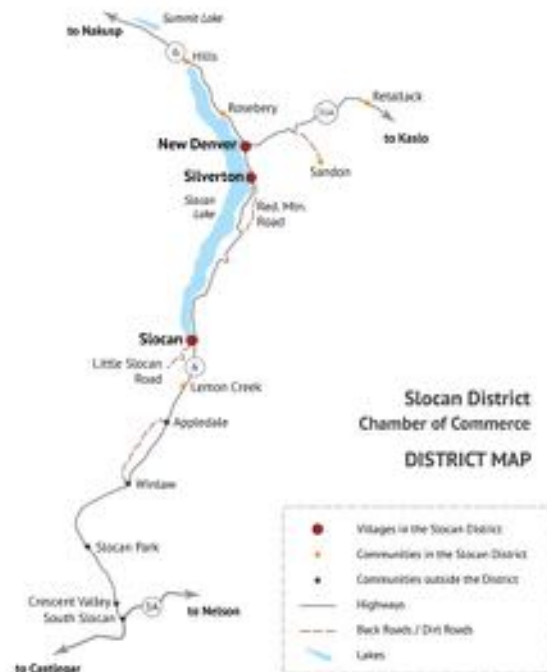 Summit Lake
to Nakusp
6
Hills
Rosebery
Retallack
31A
to Kaslo
New Denver
Sandon
Silverton
Slocan
Lake
Red. Mtn.
Road
Slocan
Little Slocan
Road
6
Lemon Creek
Appledale
Slocan District
Chamber of Commerce
DISTRICT MAP
Winlaw
Slocan Park
Crescent Valley
South Slocan
3A
to Nelson
to Castlegar
Villages in the Slocan District
Communities in the Slocan District
Communities outside the District
Highways
Back Roads / Dirt Roads
Lakes